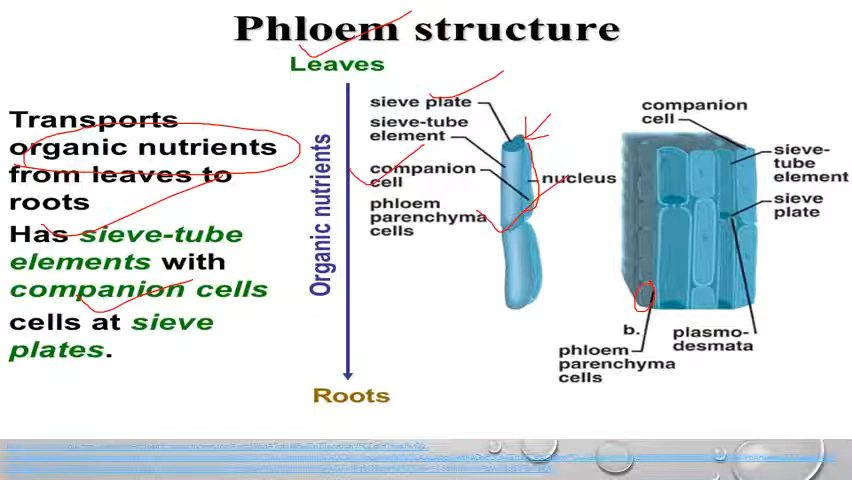 Phloem structure
Leaves
Transports
organic nutrients
from leaves to
roots
Has sieve-tube
elements with
companion cells
cells at sieve
plates.
Organic nutrients
Roots
sieve plate
sieve-tube
element
companion
cell
nucleus
phloem
parenchyma
cells
companion
cell
sieve-
tube
element
sieve
plate
b.
plasmo-
desmata
phloem
parenchyma
cells